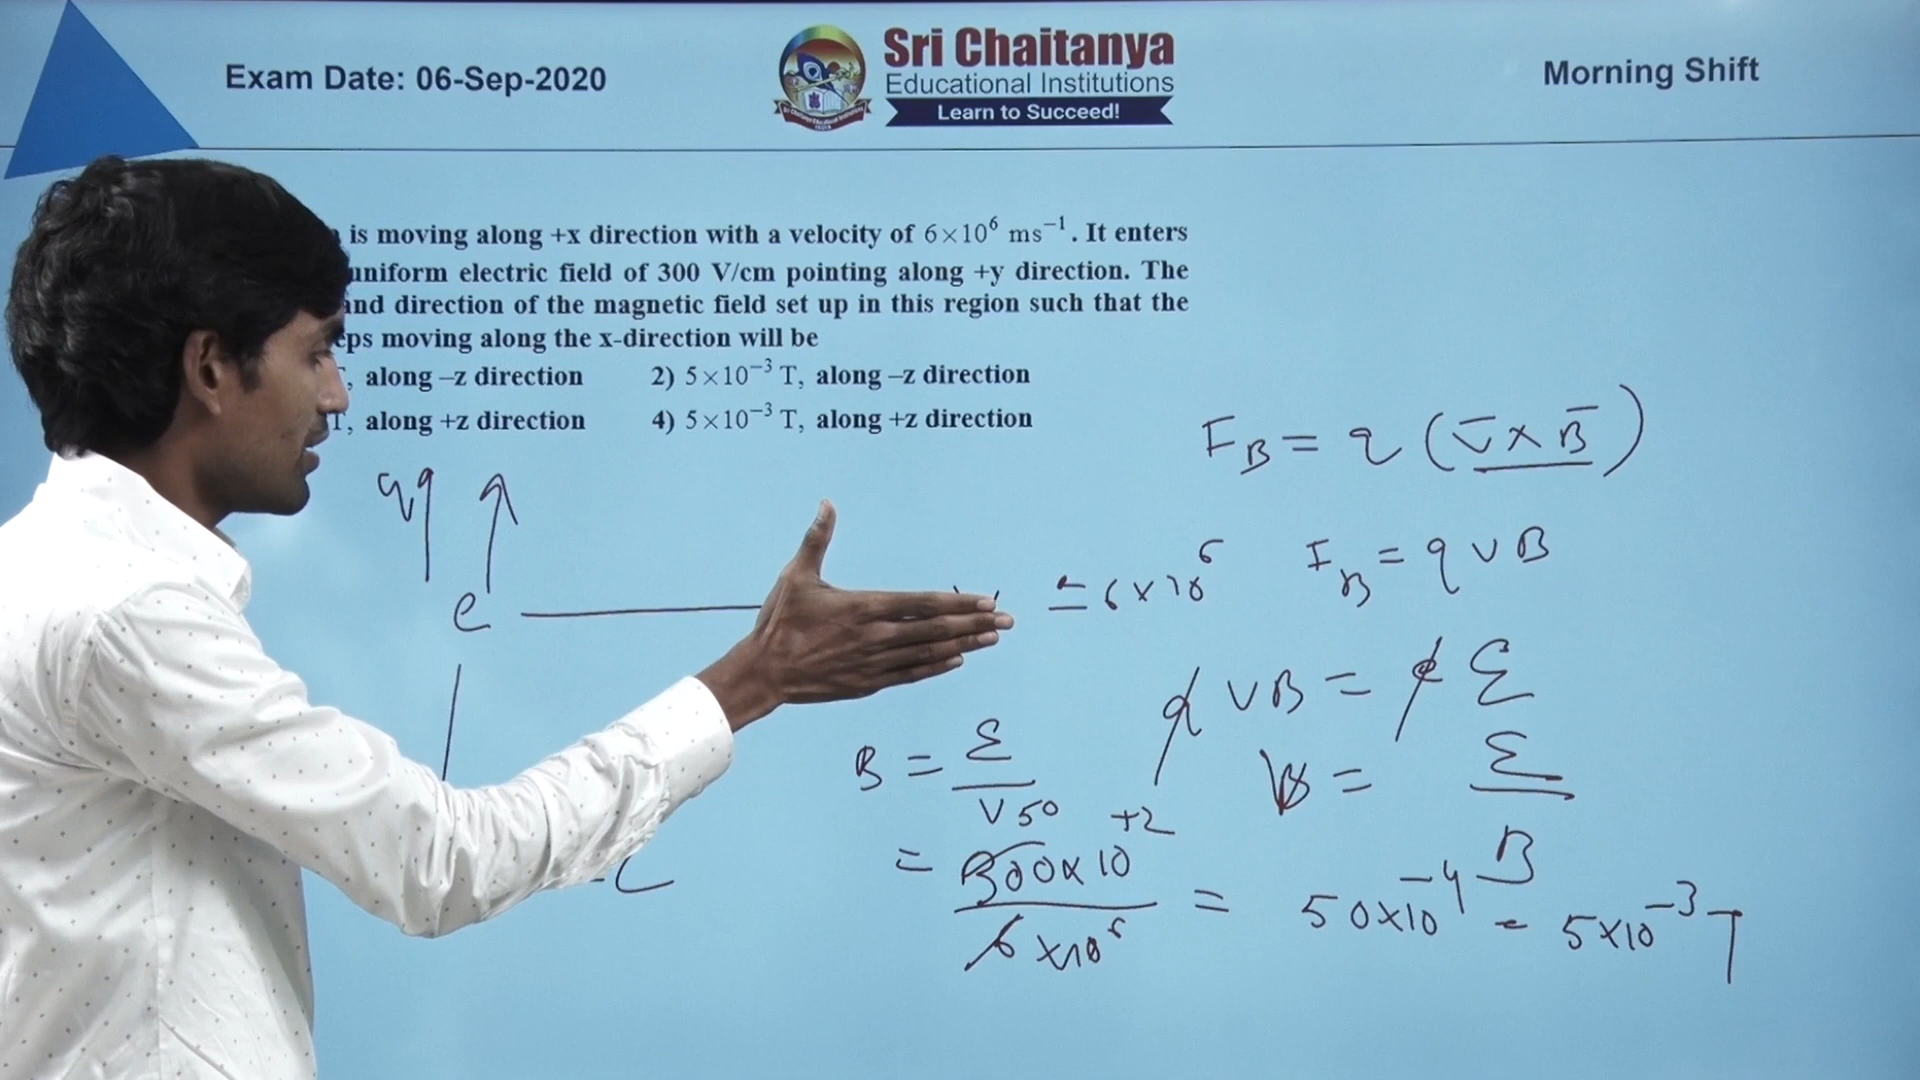 Exam Date: 06-Sep-2020
Sri Chaitanya
Educational Institutions
Learn to Succeed!
Morning Shift
is moving along +x direction with a velocity of 6×10⁶ ms⁻¹. It enters
uniform electric field of 300 V/cm pointing along +y direction. The
and direction of the magnetic field set up in this region such that the
eps moving along the x-direction will be
, along –z direction 2) 5×10⁻³ T, along –z direction
T, along +z direction 4) 5×10⁻³ T, along +z direction
F_B = q (v̄ × B̄)
e
= 6×10⁶
F_B = q v B
q v B = q ε
B = ε / v
v = ε / B
= 300×10⁺² / 6×10⁶ = 50×10⁻⁴ = 5×10⁻³ T
50